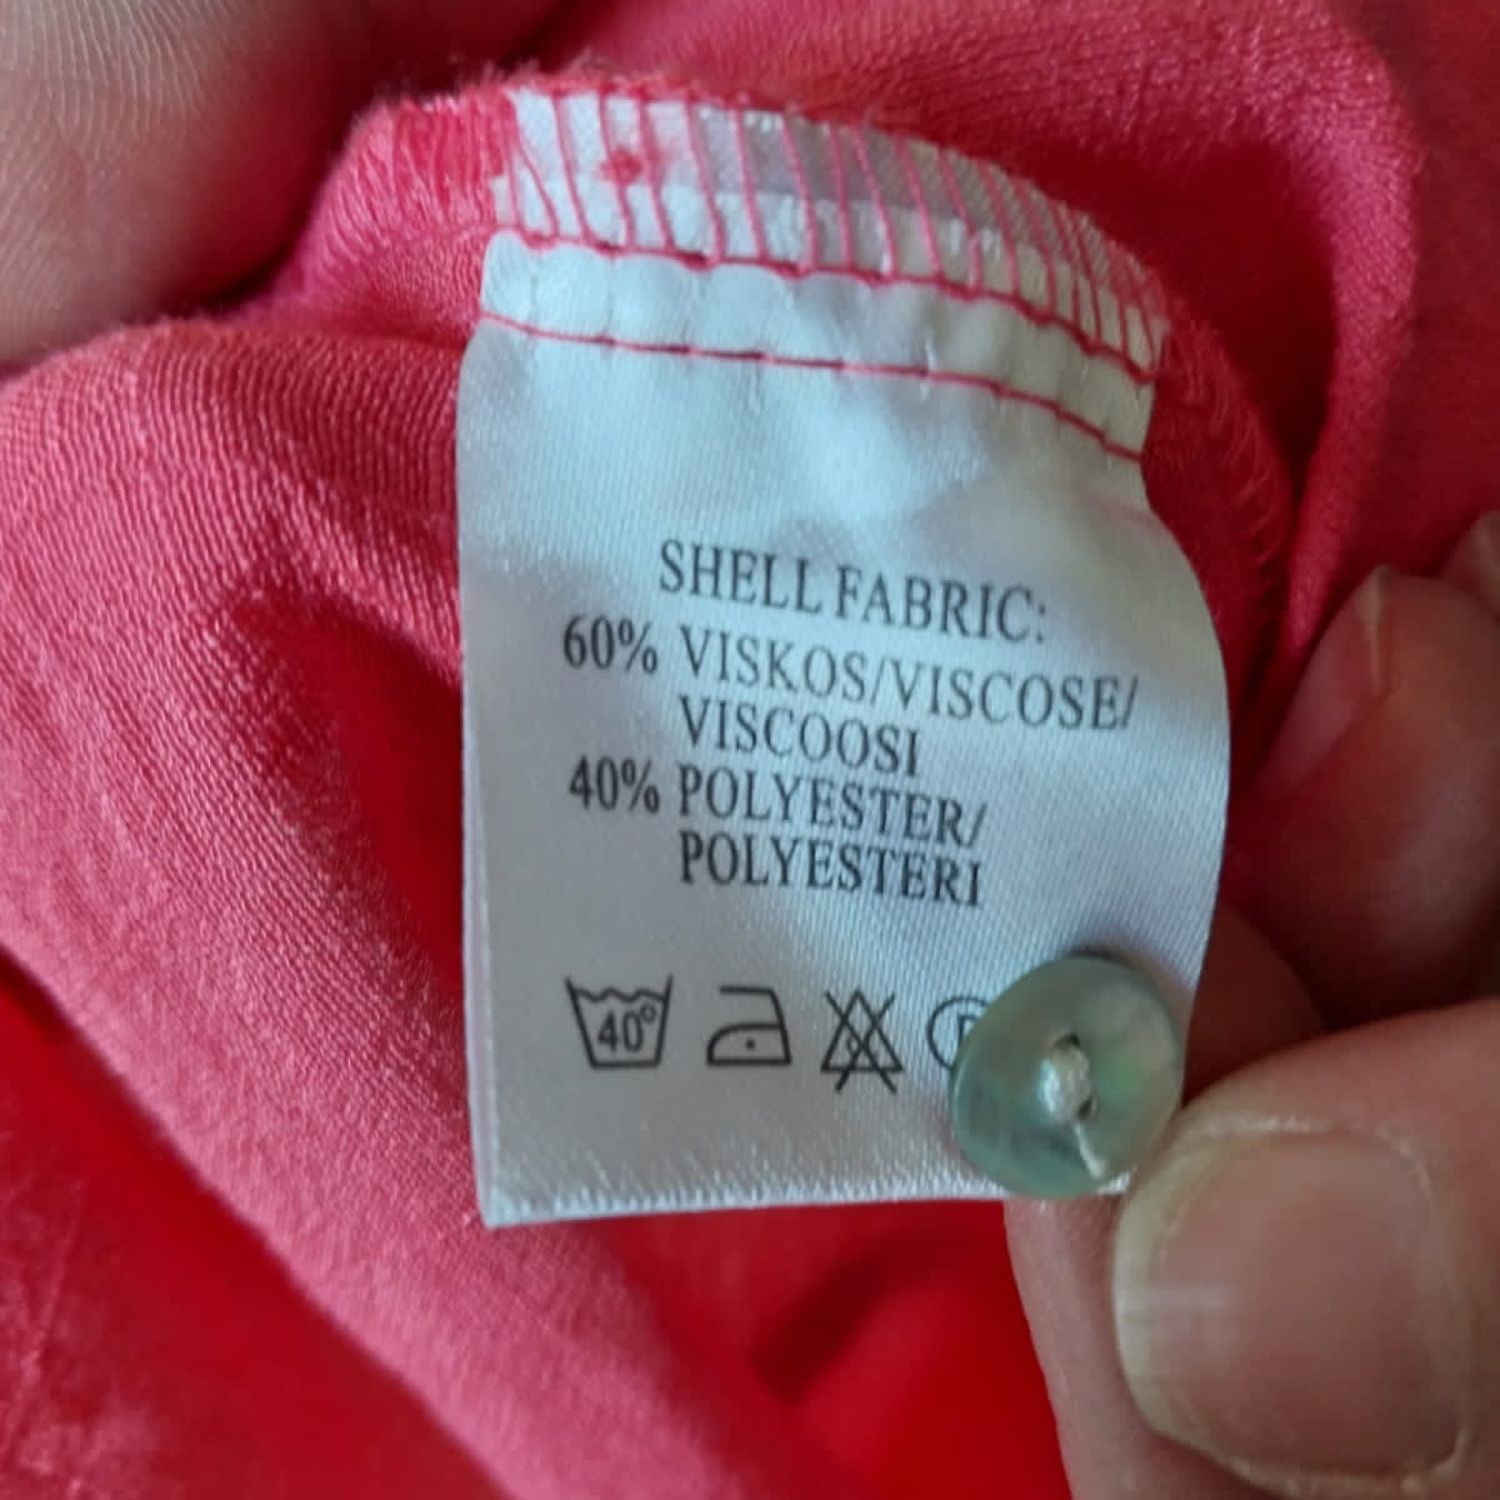 SHELL FABRIC:
60% VISKOS/VISCOSE/
VISCOOSI
40% POLYESTER/
POLYESTERI
40°